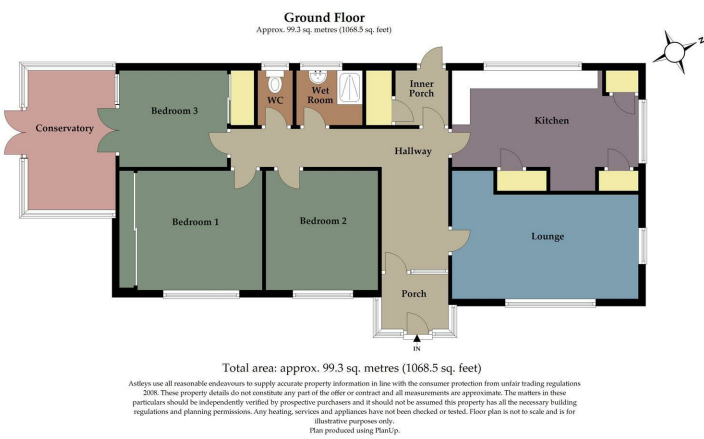 Ground Floor
Approx. 99.3 sq. metres (1068.5 sq. feet)
N
Inner
Porch
Wet
Room
WC
Bedroom 3
Conservatory
Kitchen
Hallway
Bedroom 1
Bedroom 2
Lounge
Porch
IN
Total area: approx. 99.3 sq. metres (1068.5 sq. feet)
Astleys use all reasonable endeavours to supply accurate property information in line with the consumer protection from unfair trading regulations
2008. These property details do not constitute any part of the offer or contract and all measurements are approximate. The matters in these
particulars should be independently verified by prospective purchasers and it should not be assumed this property has all the necessary building
regulations and planning permissions. Any heating, services and appliances have not been checked or tested. Floor plan is not to scale and is for
illustrative purposes only.
Plan produced using PlanUp.